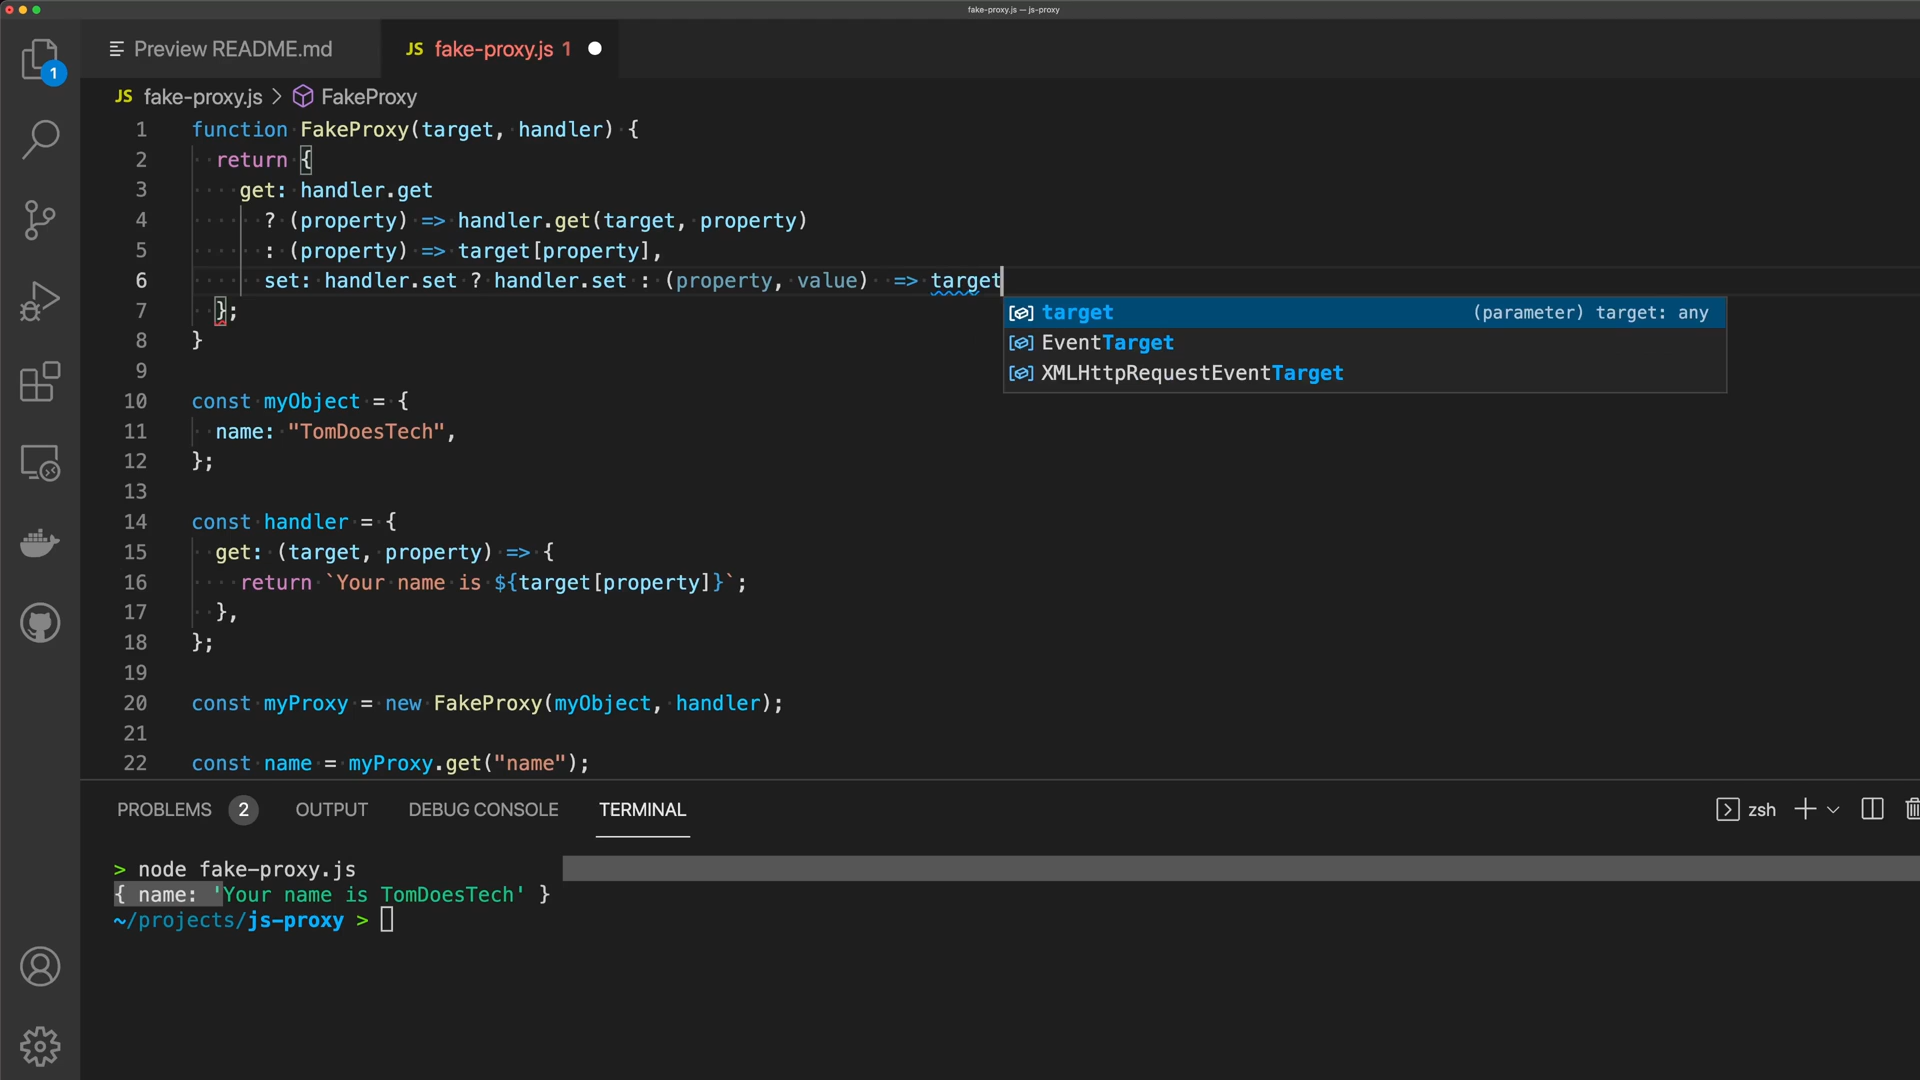 fake-proxy.js — js-proxy
Preview README.md
JS fake-proxy.js 1
1
JS fake-proxy.js > FakeProxy
1 function FakeProxy(target, handler) {
2 return {
3 get: handler.get
4 ? (property) => handler.get(target, property)
5 : (property) => target[property],
6 set: handler.set ? handler.set : (property, value) => target
7 };
8 }
9
10 const myObject = {
11 name: "TomDoesTech",
12 };
13
14 const handler = {
15 get: (target, property) => {
16 return `Your name is ${target[property]}`;
17 },
18 };
19
20 const myProxy = new FakeProxy(myObject, handler);
21
22 const name = myProxy.get("name");
target (parameter) target: any
EventTarget
XMLHttpRequestEventTarget
PROBLEMS 2 OUTPUT DEBUG CONSOLE TERMINAL
zsh
> node fake-proxy.js
{ name: 'Your name is TomDoesTech' }
~/projects/js-proxy >